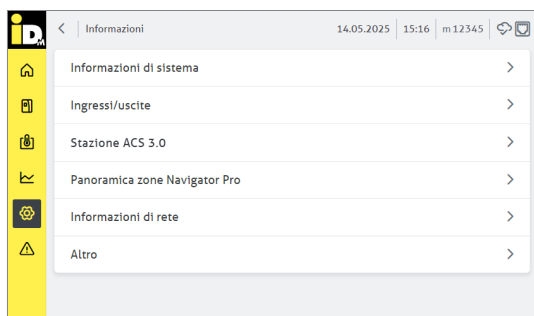 iDM
Informazioni 14.05.2025 15:16 m 12345
Informazioni di sistema
Ingressi/uscite
Stazione ACS 3.0
Panoramica zone Navigator Pro
Informazioni di rete
Altro